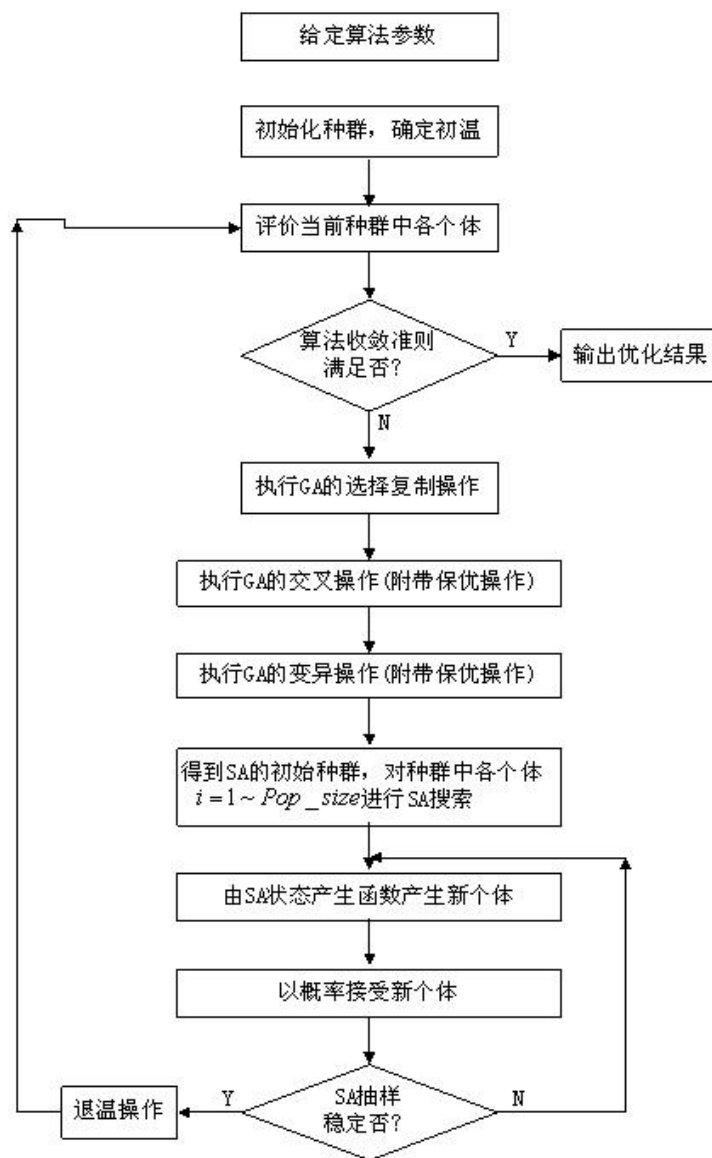 给定算法参数
初始化种群，确定初温
评价当前种群中各个体
算法收敛准则
满足否?
Y
输出优化结果
N
执行GA的选择复制操作
执行GA的交叉操作(附带保优操作)
执行GA的变异操作(附带保优操作)
得到SA的初始种群，对种群中各个体
i = 1 ~ Pop_size进行SA搜索
由SA状态产生函数产生新个体
以概率接受新个体
退温操作
Y
SA抽样
稳定否?
N